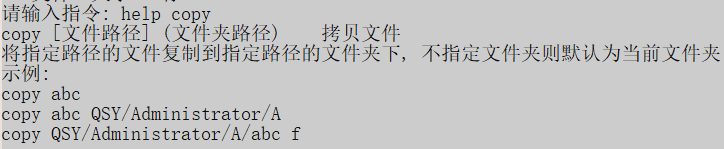 请输入指令: help copy
copy [文件路径] (文件夹路径)    拷贝文件
将指定路径的文件复制到指定路径的文件夹下, 不指定文件夹则默认为当前文件夹
示例:
copy abc
copy abc QSY/Administrator/A
copy QSY/Administrator/A/abc f